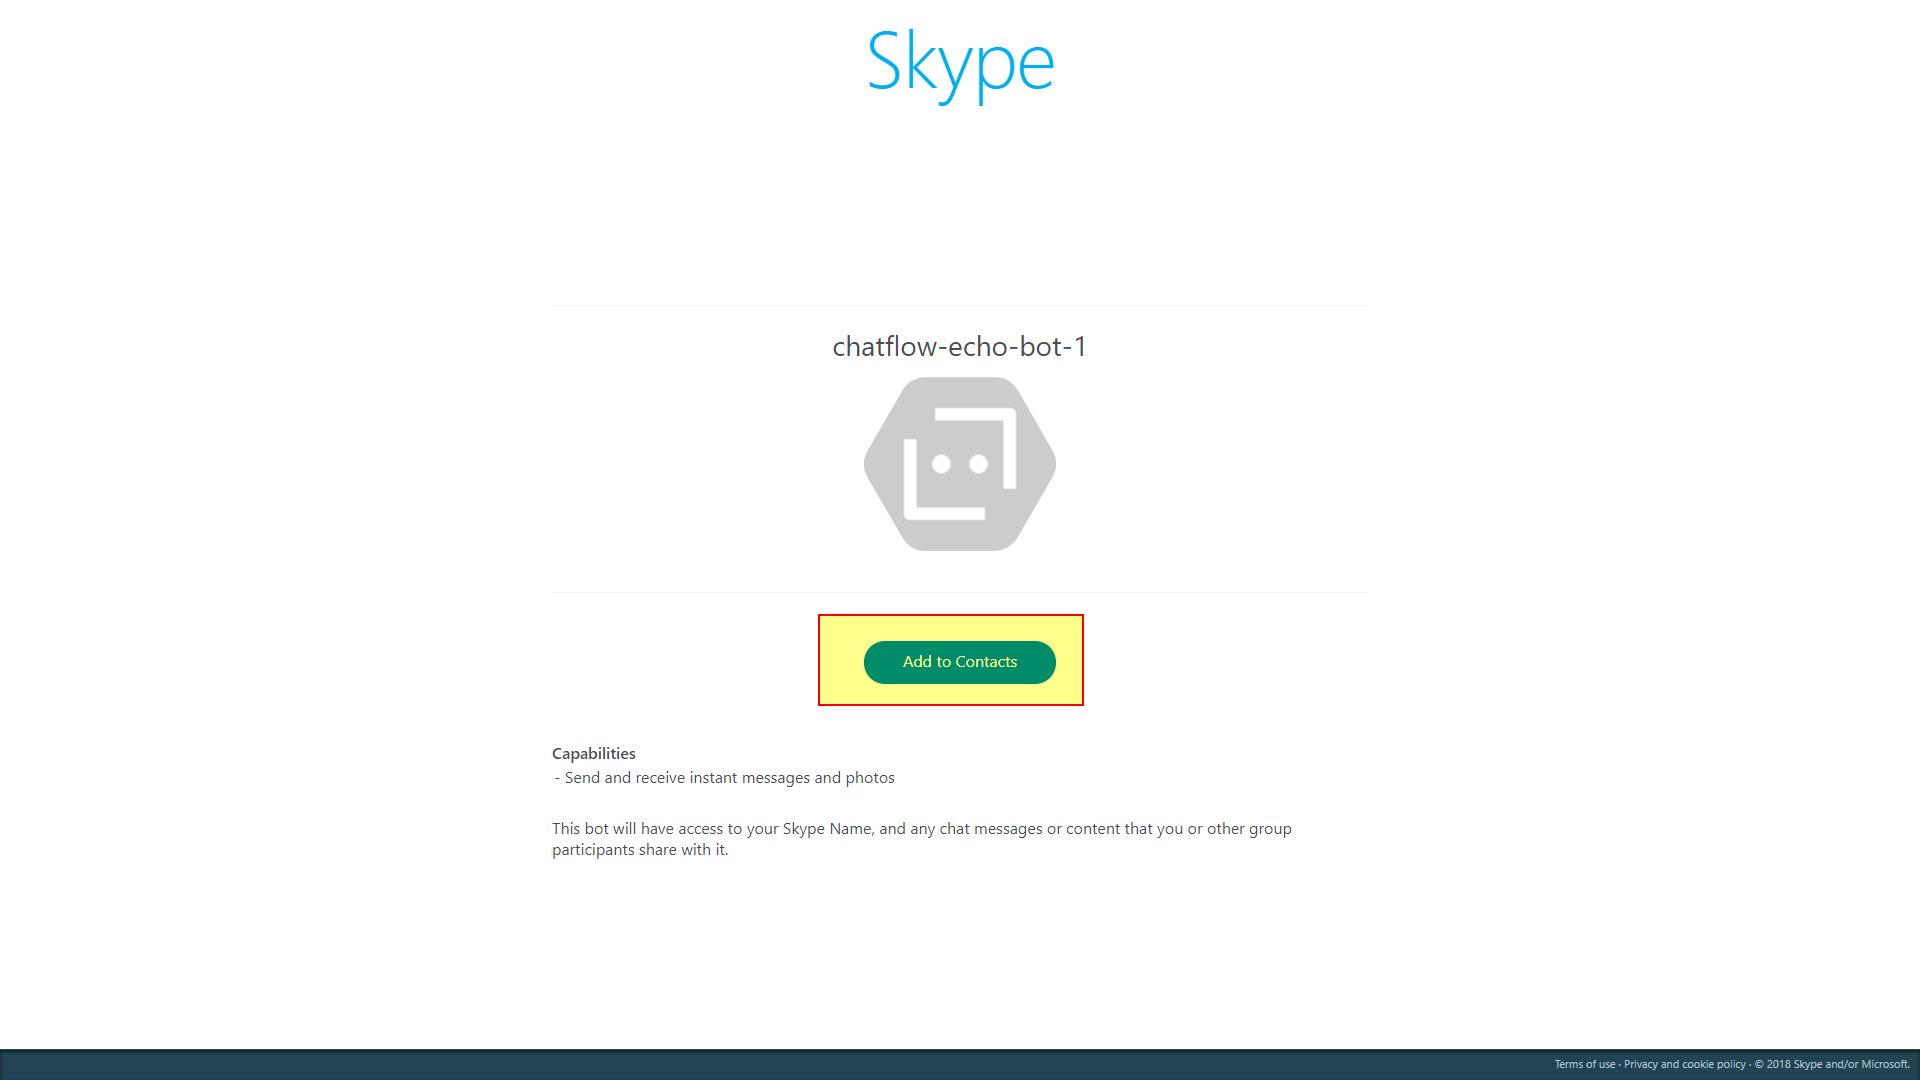 Skype
chatflow-echo-bot-1
Add to Contacts
Capabilities
- Send and receive instant messages and photos
This bot will have access to your Skype Name, and any chat messages or content that you or other group
participants share with it.
Terms of use · Privacy and cookie policy · © 2018 Skype and/or Microsoft.